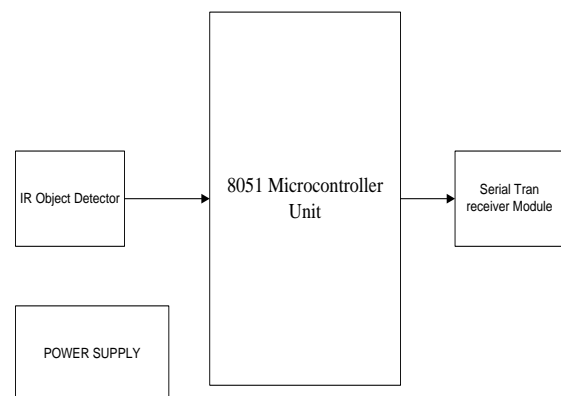 IR Object Detector
8051 Microcontroller
Unit
Serial Tran
receiver Module
POWER SUPPLY